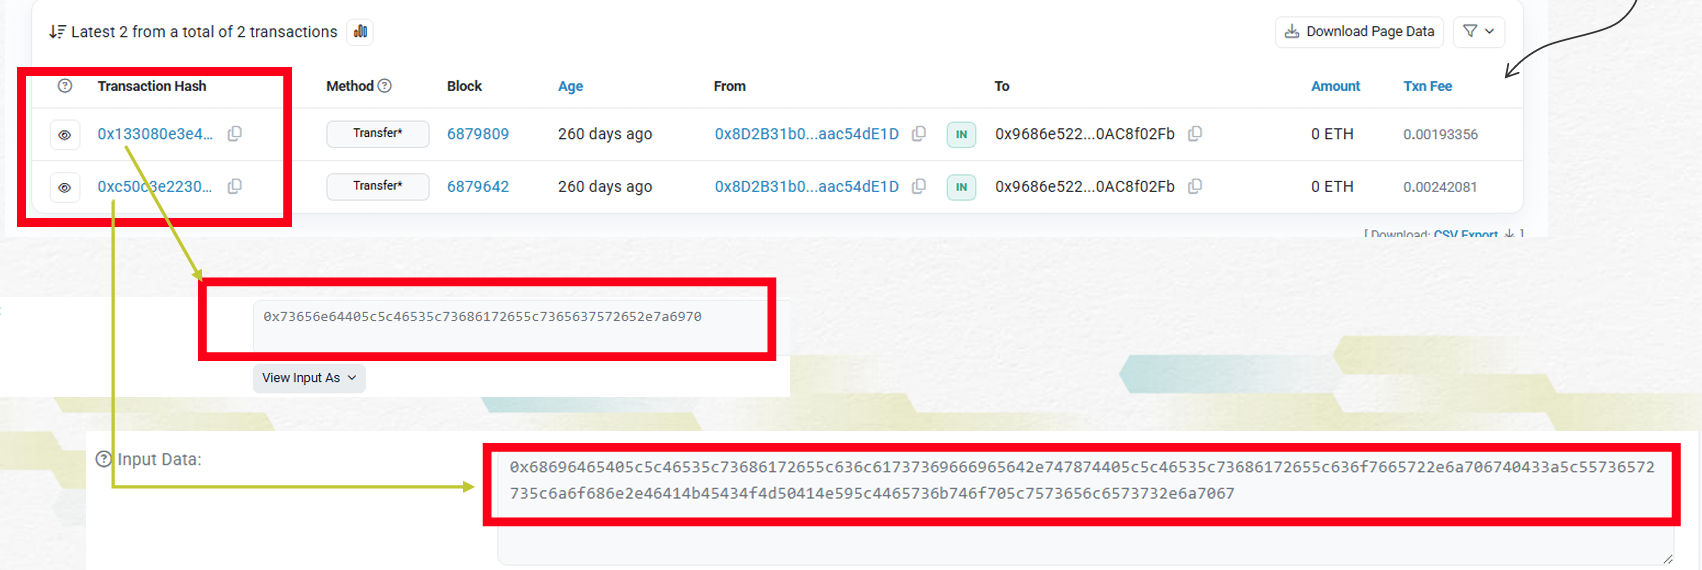 Latest 2 from a total of 2 transactions
Download Page Data
Transaction Hash Method Block Age From To Amount Txn Fee
0x133080e3e4... Transfer* 6879809 260 days ago 0x8D2B31b0...aac54dE1D IN 0x9686e522...0AC8f02Fb 0 ETH 0.00193356
0xc50c3e2230... Transfer* 6879642 260 days ago 0x8D2B31b0...aac54dE1D IN 0x9686e522...0AC8f02Fb 0 ETH 0.00242081
[ Download: CSV Export ]
0x73656e64405c5c46535c73686172655c7365637572652e7a6970
View Input As
Input Data:
0x68696465405c5c46535c73686172655c636c61737369666965642e747874405c5c46535c73686172655c636f7665722e6a706740433a5c55736572
735c6a6f686e2e46414b45434f4d50414e595c4465736b746f705c7573656c6573732e6a7067